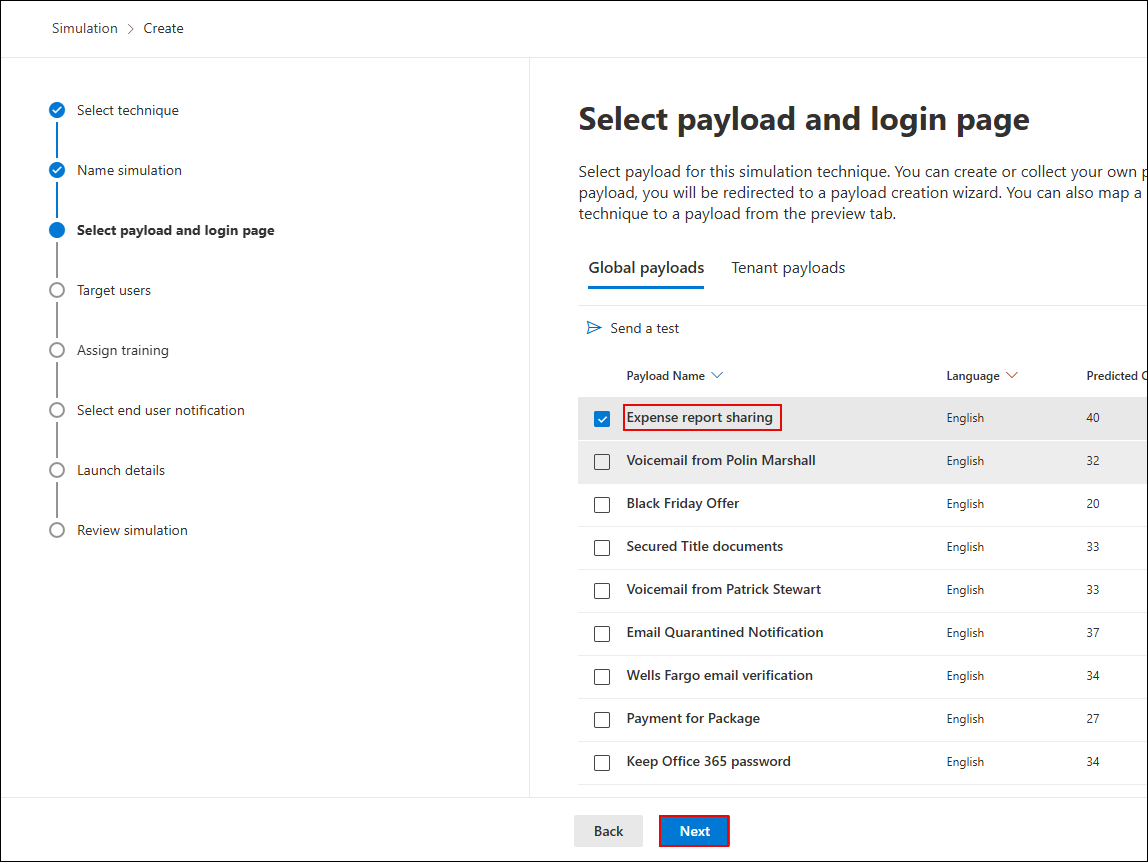 Simulation > Create
Select technique
Name simulation
Select payload and login page
Target users
Assign training
Select end user notification
Launch details
Review simulation
Select payload and login page
Select payload for this simulation technique. You can create or collect your own p
payload, you will be redirected to a payload creation wizard. You can also map a
technique to a payload from the preview tab.
Global payloads Tenant payloads
Send a test
Payload Name Language Predicted C
Expense report sharing English 40
Voicemail from Polin Marshall English 32
Black Friday Offer English 20
Secured Title documents English 33
Voicemail from Patrick Stewart English 33
Email Quarantined Notification English 37
Wells Fargo email verification English 34
Payment for Package English 27
Keep Office 365 password English 34
Back Next